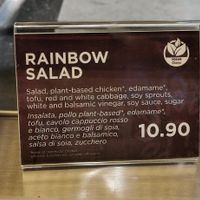 RAINBOW
SALAD
Salad, plant-based chicken*, edamame*,
tofu, red and white cabbage, soy sprouts,
white and balsamic vinegar, soy sauce, sugar
Insalata, pollo plant-based*, edamame*,
tofu, cavolo cappuccio rosso
e bianco, germogli di soia,
aceto bianco e balsamico,
salsa di soia, zucchero
10.90